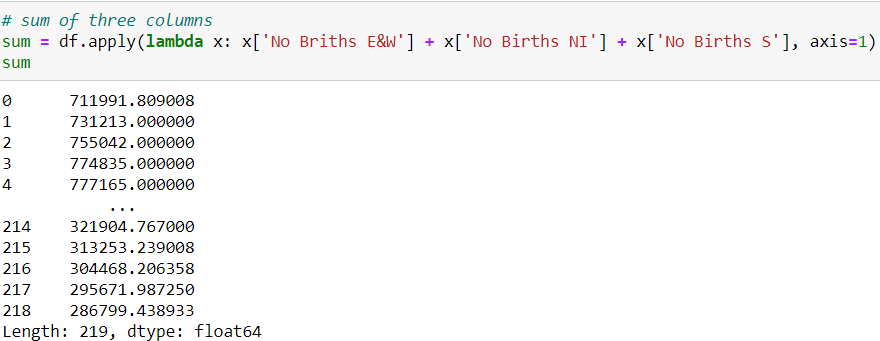 # sum of three columns
sum = df.apply(lambda x: x['No Briths E&W'] + x['No Births NI'] + x['No Births S'], axis=1)
sum
0 711991.809008
1 731213.000000
2 755042.000000
3 774835.000000
4 777165.000000
...
214 321904.767000
215 313253.239008
216 304468.206358
217 295671.987250
218 286799.438933
Length: 219, dtype: float64